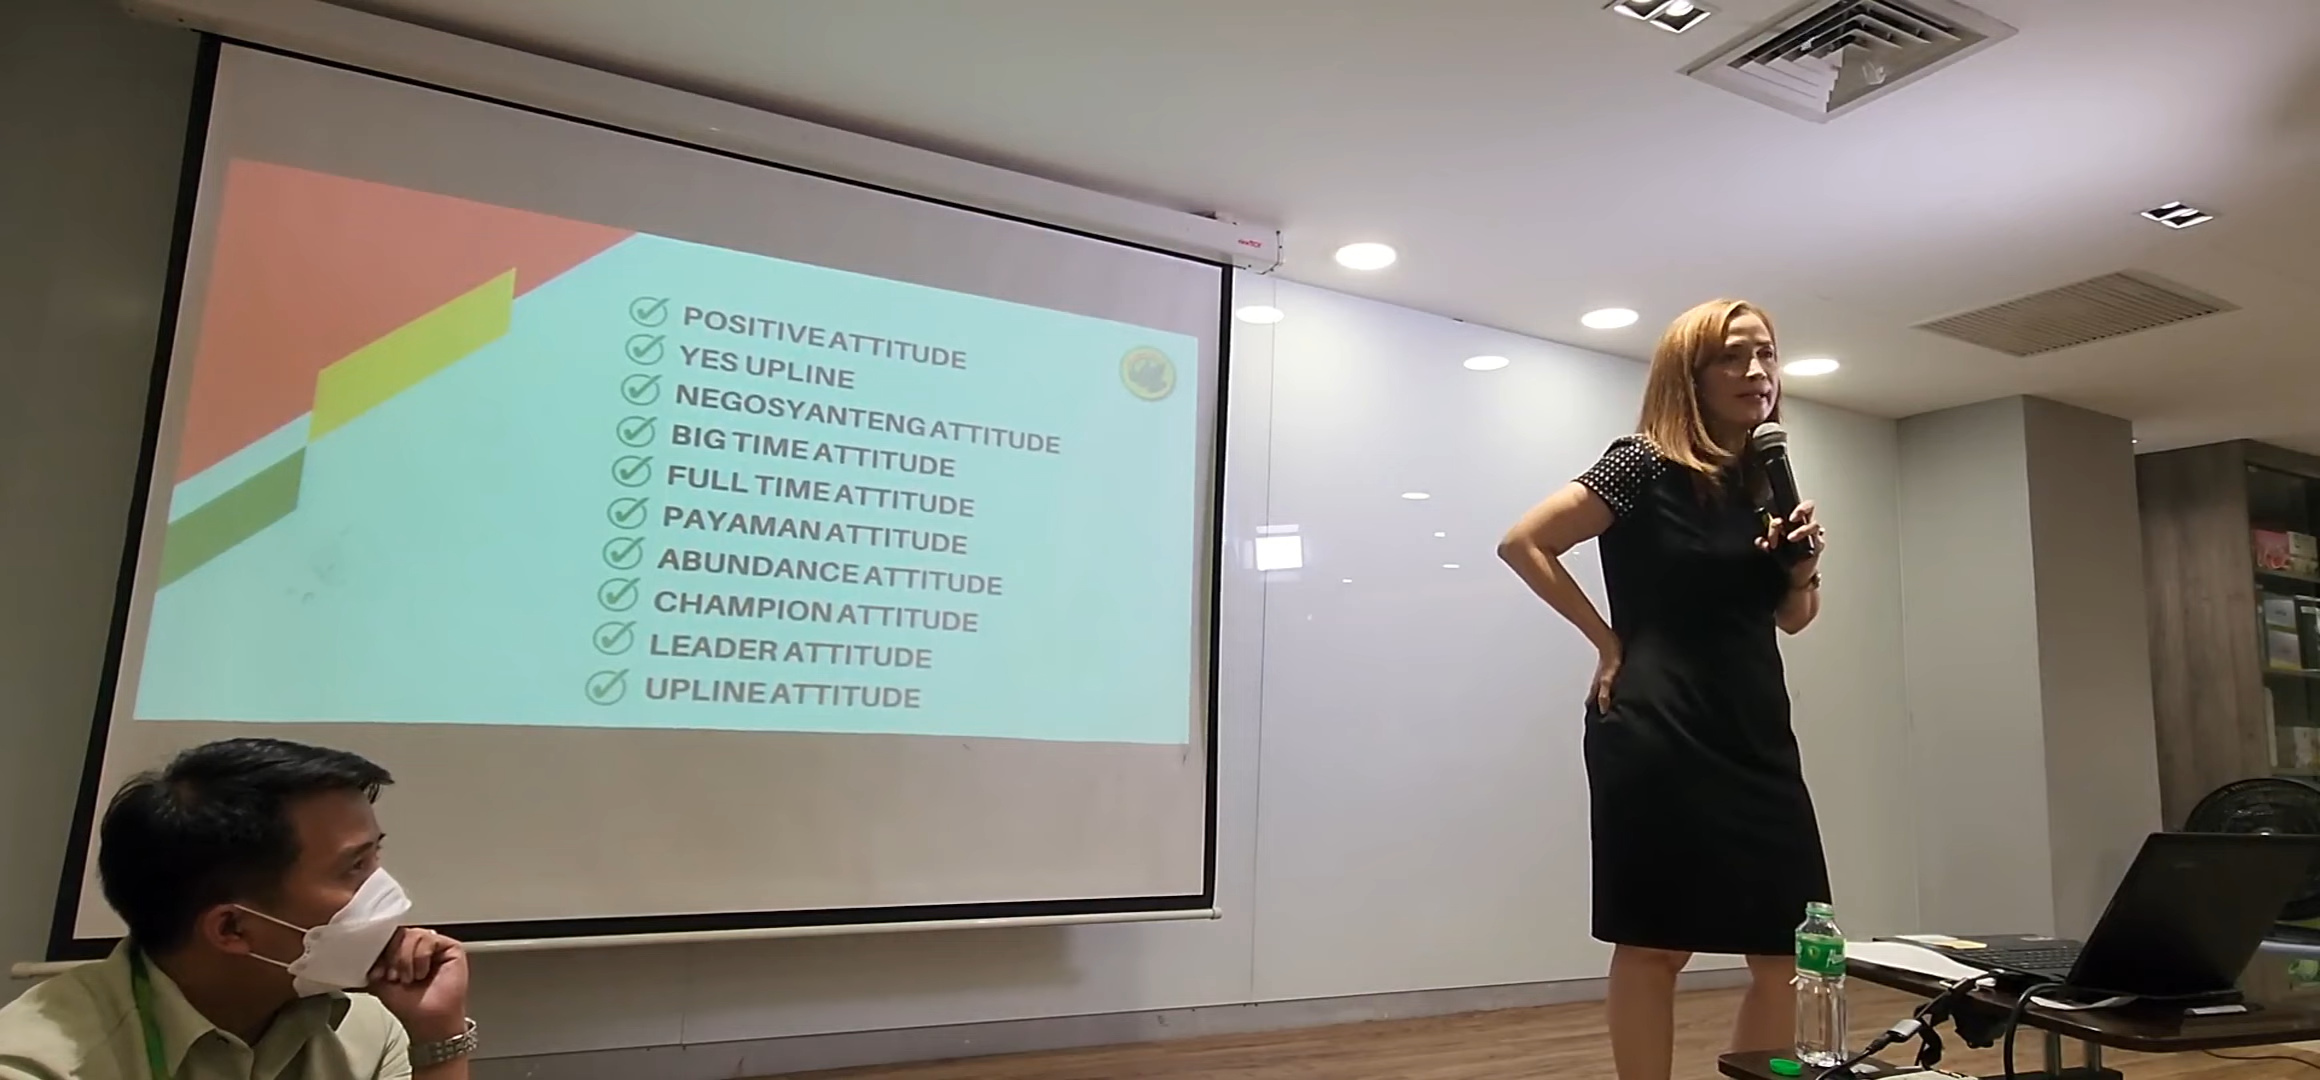 POSITIVE ATTITUDE
YES UPLINE
NEGOSYANTENG ATTITUDE
BIG TIME ATTITUDE
FULL TIME ATTITUDE
PAYAMAN ATTITUDE
ABUNDANCE ATTITUDE
CHAMPION ATTITUDE
LEADER ATTITUDE
UPLINE ATTITUDE